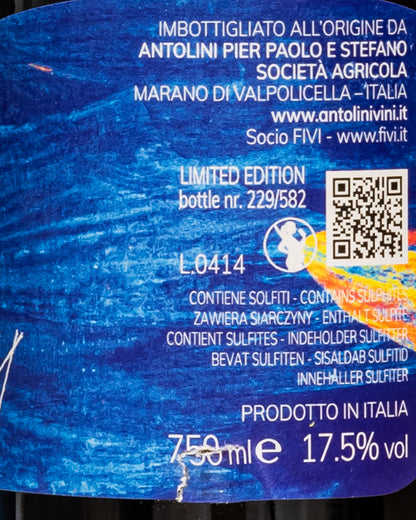 IMBOTTIGLIATO ALL'ORIGINE DA
ANTOLINI PIER PAOLO E STEFANO
SOCIETÀ AGRICOLA
MARANO DI VALPOLICELLA – ITALIA
www.antolinivini.it
Socio FIVI - www.fivi.it
LIMITED EDITION
bottle nr. 229/582
L.0414
CONTIENE SOLFITI - CONTAINS SULPHITES
ZAWIERA SIARCZYNY - ENTHALT SULFITE
CONTIENT SULFITES - INDEHOLDER SULFITTER
BEVAT SULFITEN - SISALDAB SULFITID
INNEHÅLLER SULFITER
PRODOTTO IN ITALIA
750 ml e 17.5% vol